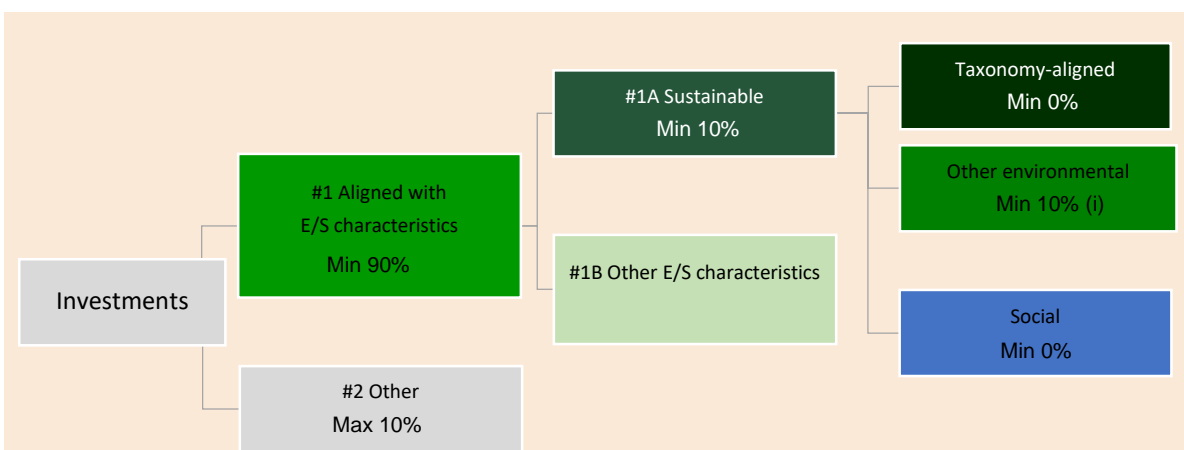 Investments
#1 Aligned with
E/S characteristics
Min 90%
#2 Other
Max 10%
#1A Sustainable
Min 10%
#1B Other E/S characteristics
Taxonomy-aligned
Min 0%
Other environmental
Min 10% (i)
Social
Min 0%